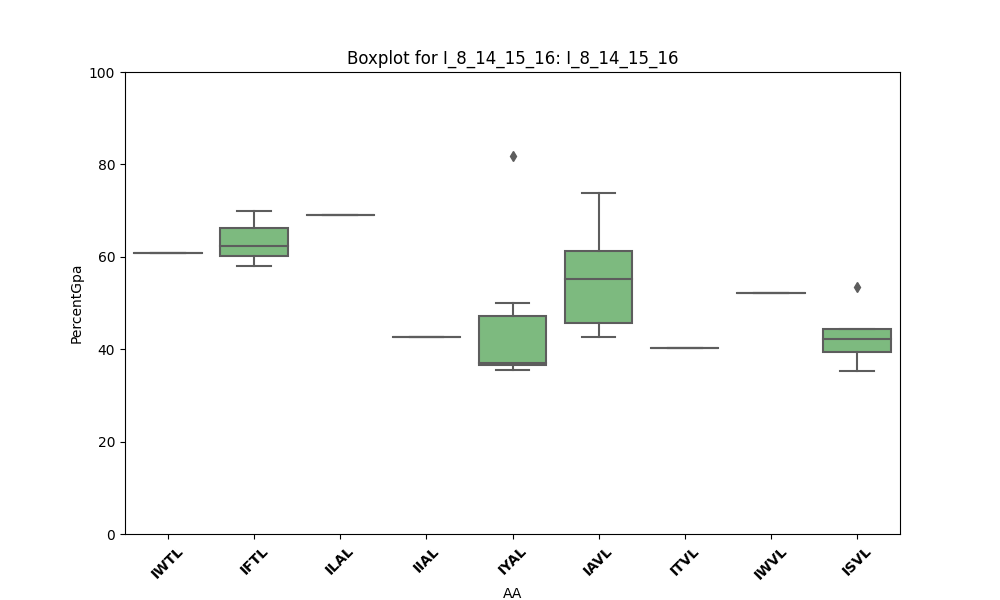 Boxplot for I_8_14_15_16: I_8_14_15_16
100
80
60
40
20
0
PercentGpa
IWTL
IFTL
ILAL
IIAL
IYAL
IAVL
ITVL
IWVL
ISVL
AA